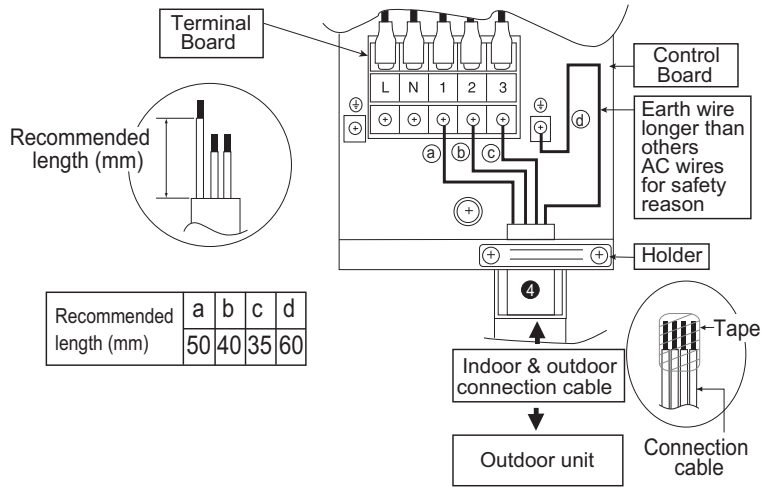 Terminal
Board
L N 1 2 3
Control
Board
Recommended
length (mm)
a b c d
Earth wire
longer than
others
AC wires
for safety
reason
Holder
4
Recommended
length (mm)
a b c d
50 40 35 60
Tape
Indoor & outdoor
connection cable
Outdoor unit
Connection
cable